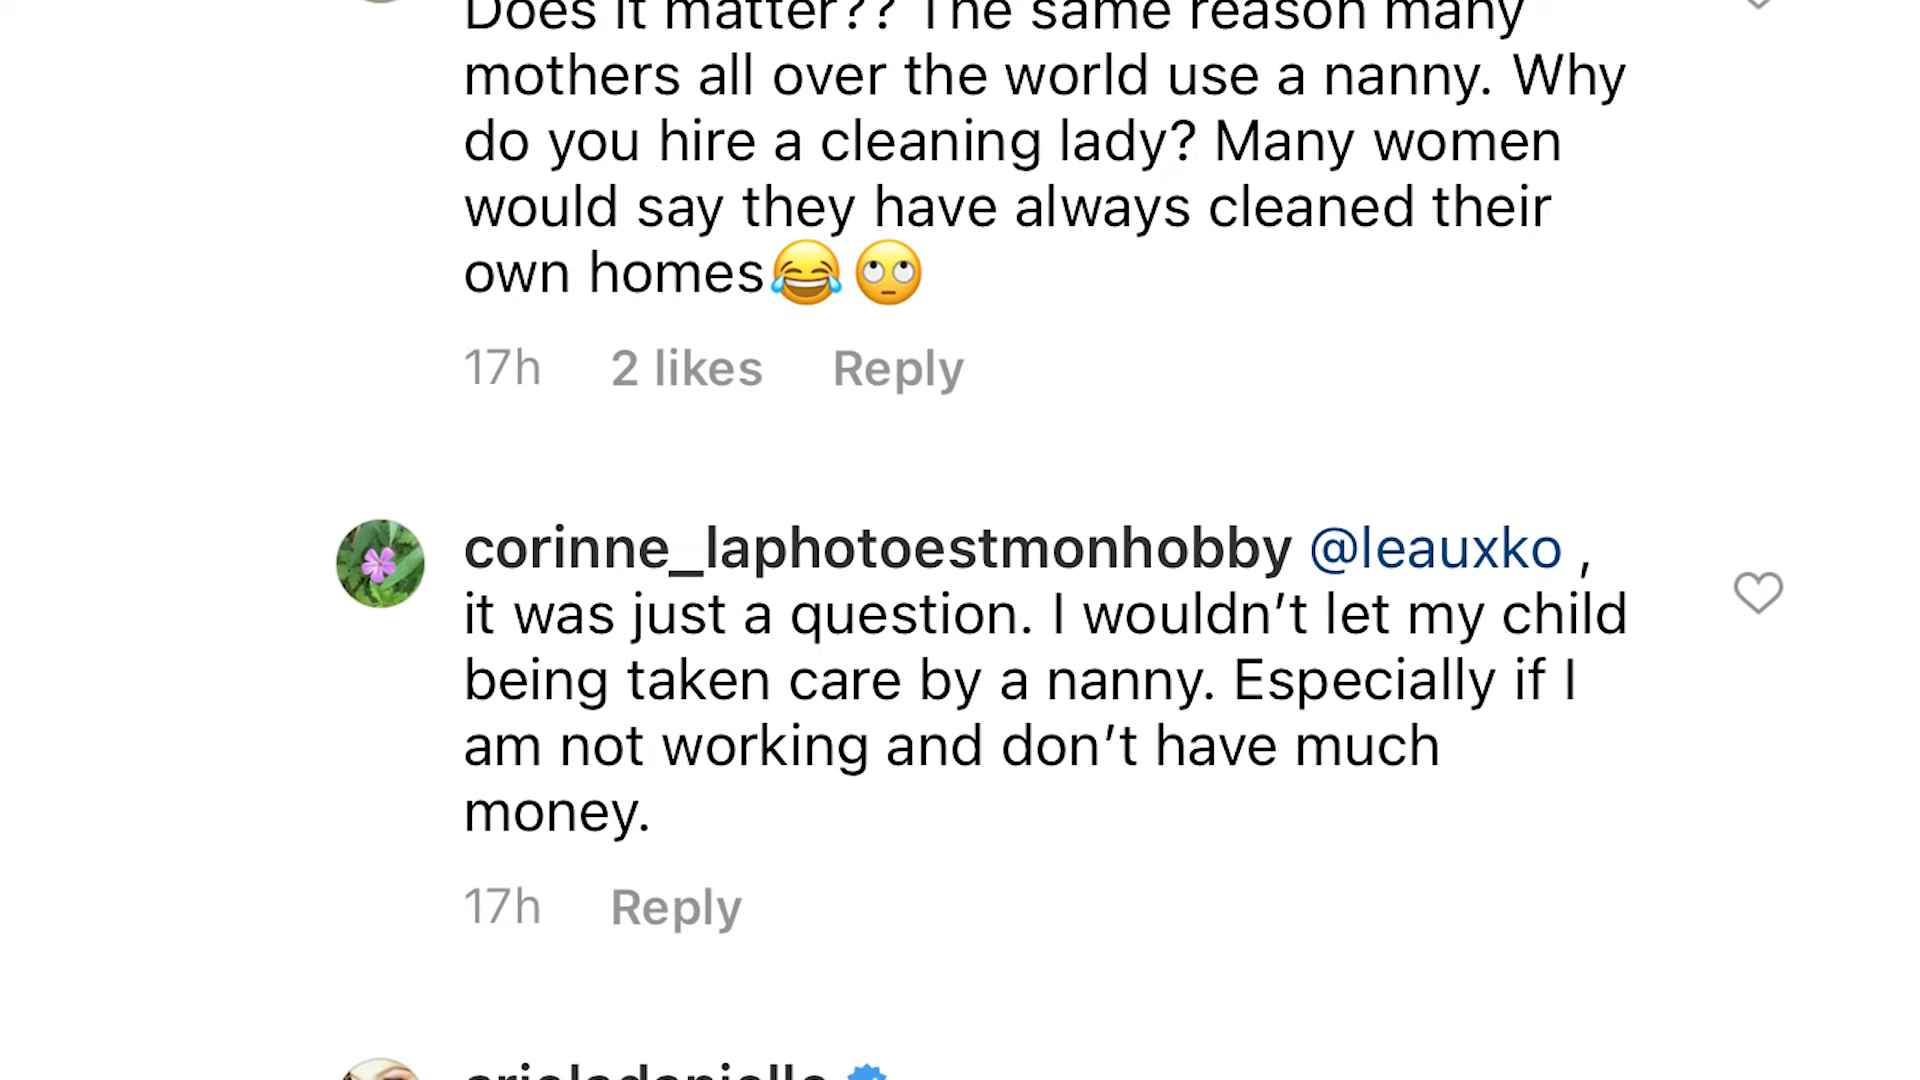 Does it matter?? The same reason many
mothers all over the world use a nanny. Why
do you hire a cleaning lady? Many women
would say they have always cleaned their
own homes😂🙄
17h 2 likes Reply
corinne_laphotoestmonhobby @leauxko ,
it was just a question. I wouldn’t let my child
being taken care by a nanny. Especially if I
am not working and don’t have much
money.
17h Reply